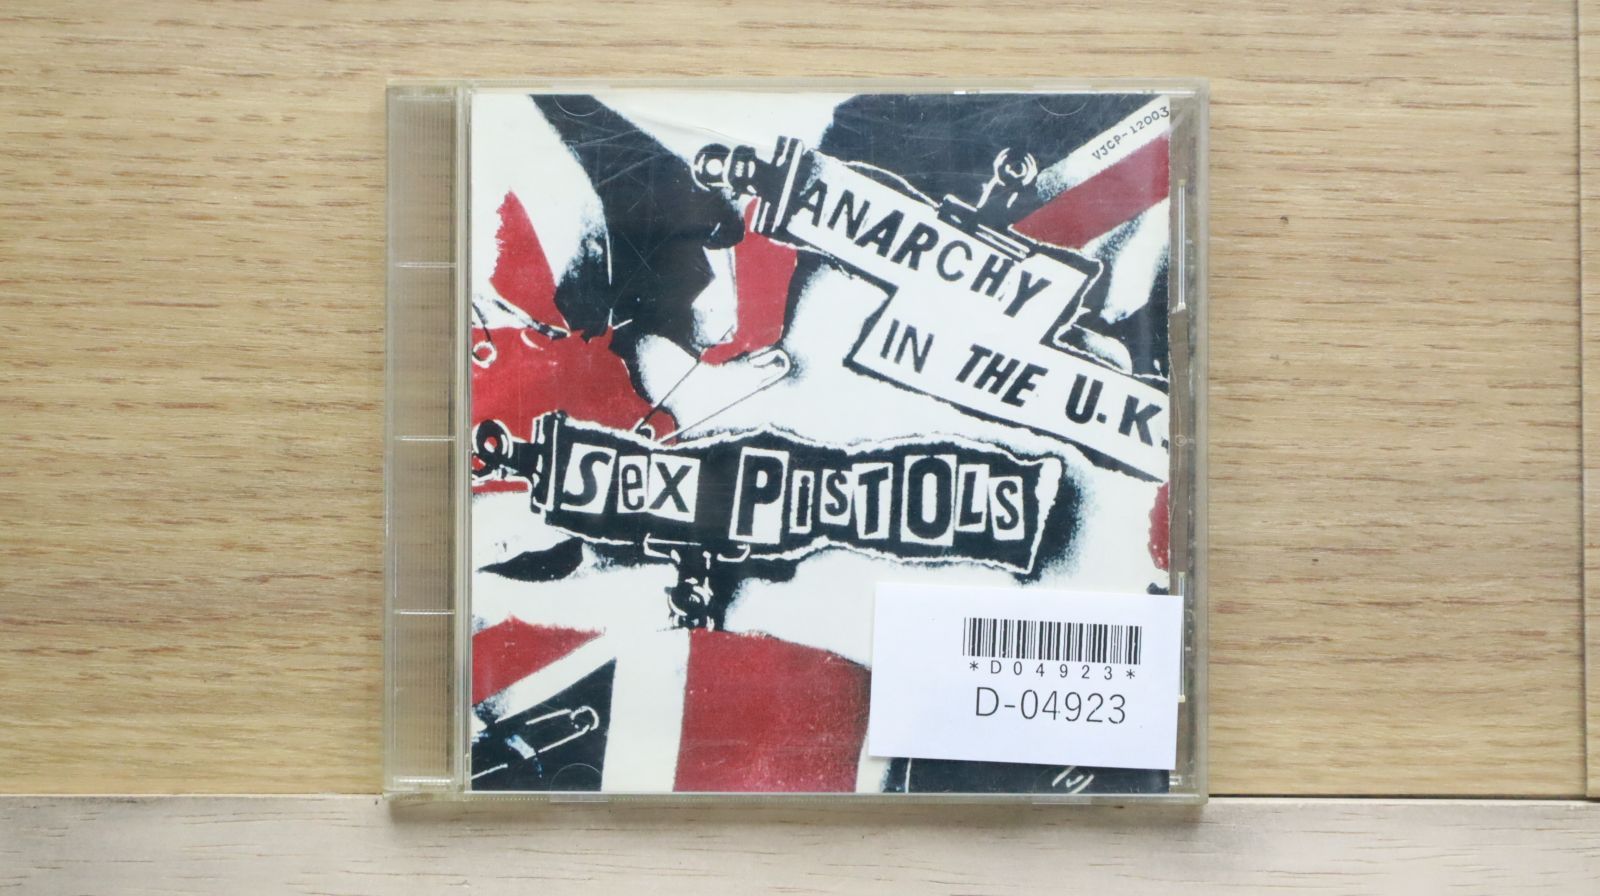 VJCP-12003
ANARCHY
IN THE U.K.
Sex PiSTOLS
*D04923*
D-04923